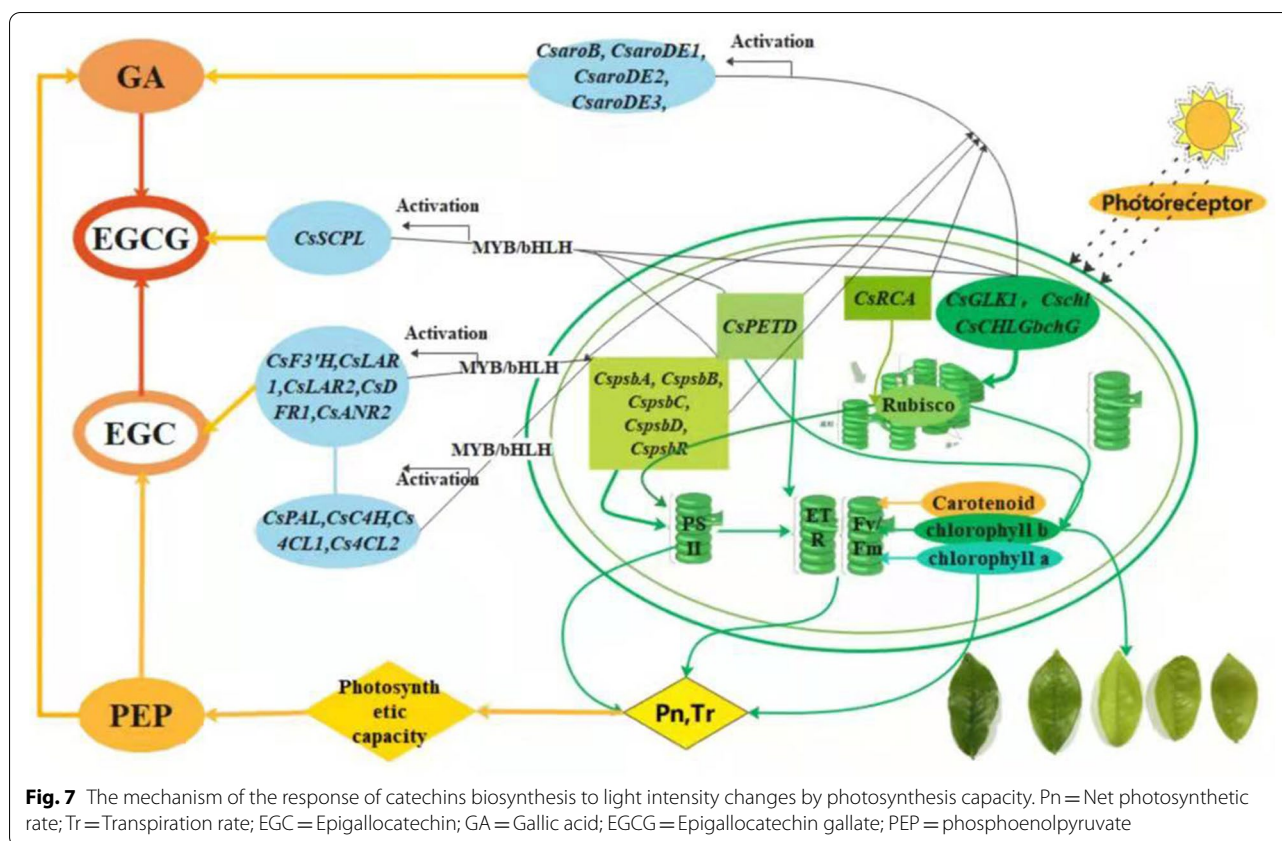 GA
CsaroB, CsaroDE1,
CsaroDE2,
CsaroDE3,
Activation
Photoreceptor
EGCG
CsSCPL
Activation
MYB/bHLH
CsPETD
CsRCA
CsGLK1, Cschl
CsCHLGbchG
EGC
CsF3'H,CsLAR
1,CsLAR2,CsD
FR1,CsANR2
Activation
MYB/bHLH
CspsbA, CspsbB,
CspsbC,
CspsbD,
CspsbR
Rubisco
MYB/bHLH
Activation
CsPAL,CsC4H,Cs
4CL1,Cs4CL2
PS
II
ET
R
Fv/
Fm
Carotenoid
chlorophyll b
chlorophyll a
PEP
Photosynth
etic
capacity
Pn,Tr
Fig. 7 The mechanism of the response of catechins biosynthesis to light intensity changes by photosynthesis capacity. Pn = Net photosynthetic
rate; Tr = Transpiration rate; EGC = Epigallocatechin; GA = Gallic acid; EGCG = Epigallocatechin gallate; PEP = phosphoenolpyruvate